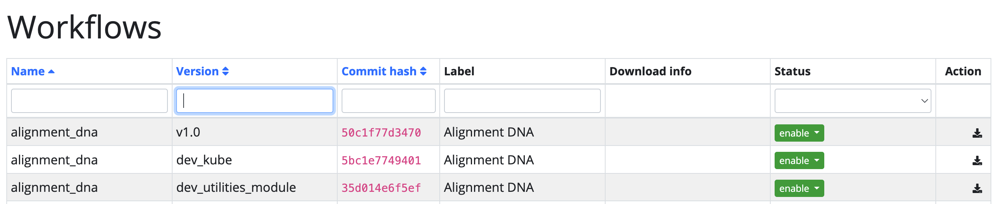 Workflows
Name Version Commit hash Label Download info Status Action
alignment_dna v1.0 50c1f77d3470 Alignment DNA enable
alignment_dna dev_kube 5bc1e7749401 Alignment DNA enable
alignment_dna dev_utilities_module 35d014e6f5ef Alignment DNA enable